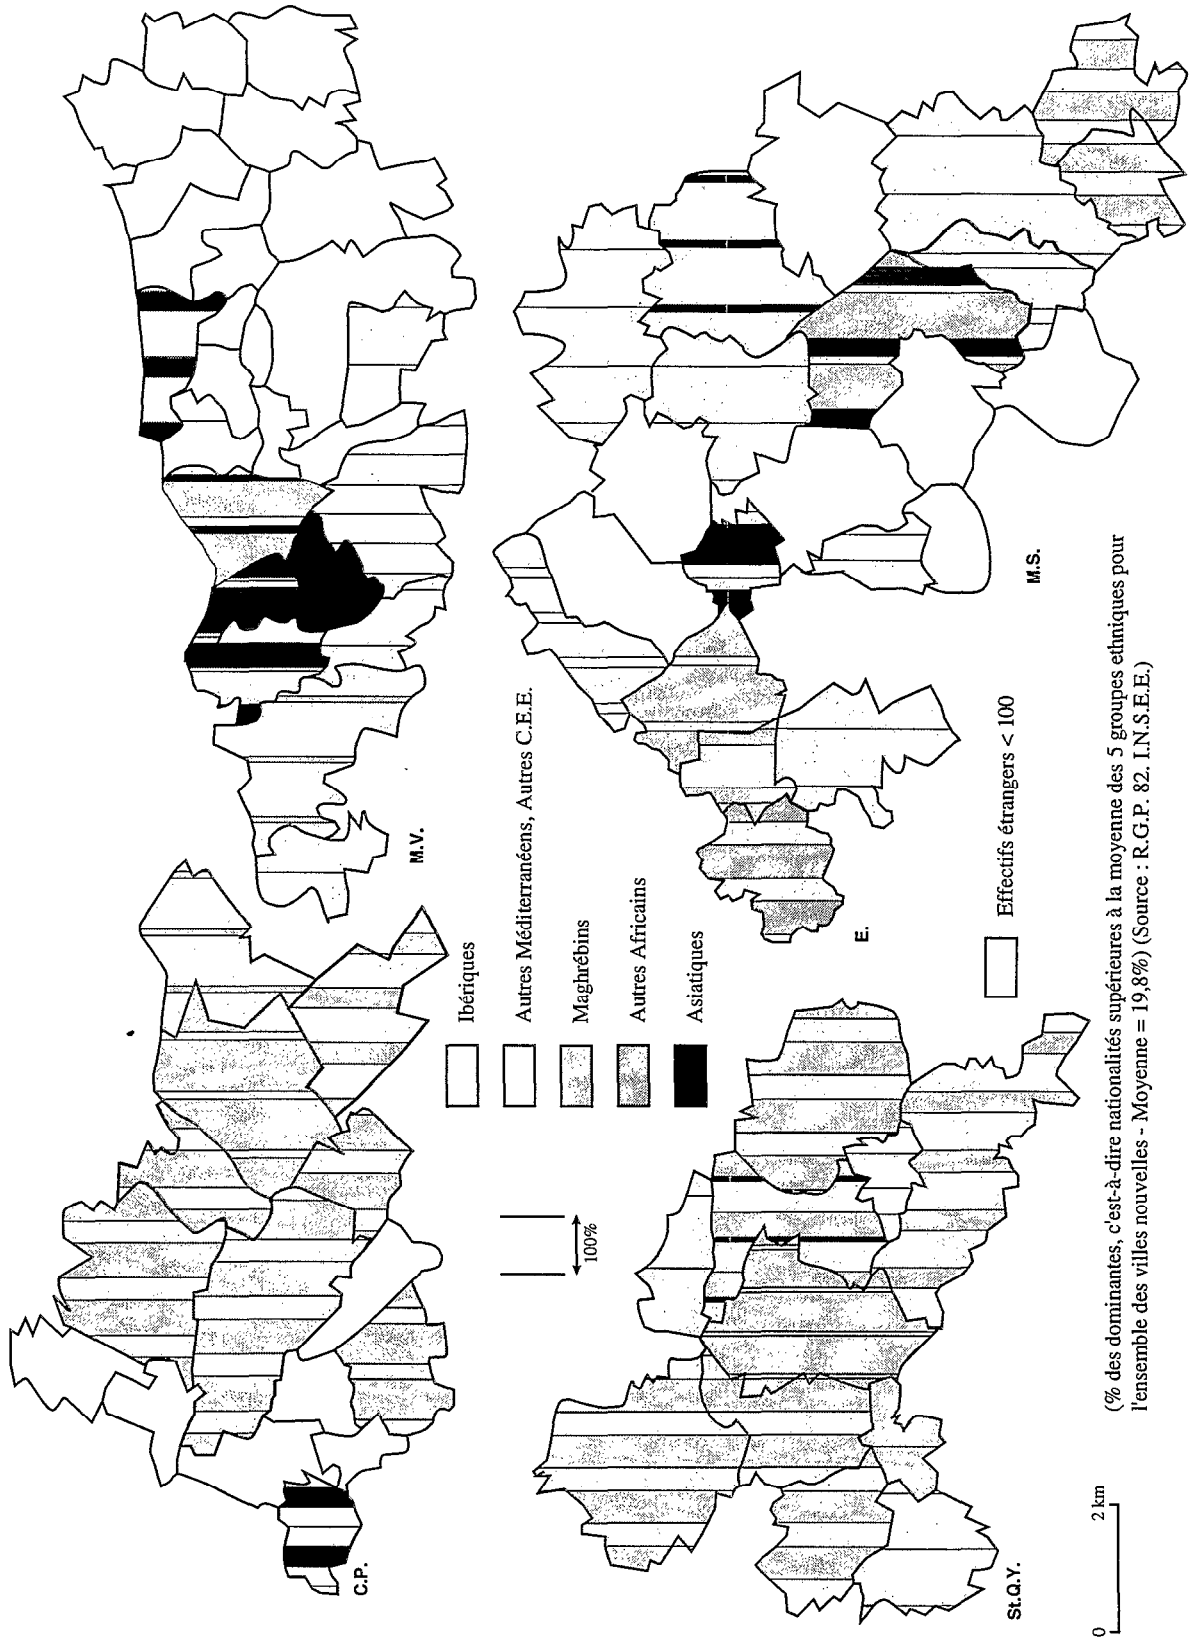 C.P.
M.V.
Ibériques
Autres Méditerranéens, Autres C.E.E.
Maghrébins
Autres Africains
Asiatiques
100%
St.Q.Y.
E.
M.S.
Effectifs étrangers < 100
0 2 km
(% des dominantes, c'est-à-dire nationalités supérieures à la moyenne des 5 groupes ethniques pour
l'ensemble des villes nouvelles - Moyenne = 19,8%) (Source : R.G.P. 82. I.N.S.E.E.)